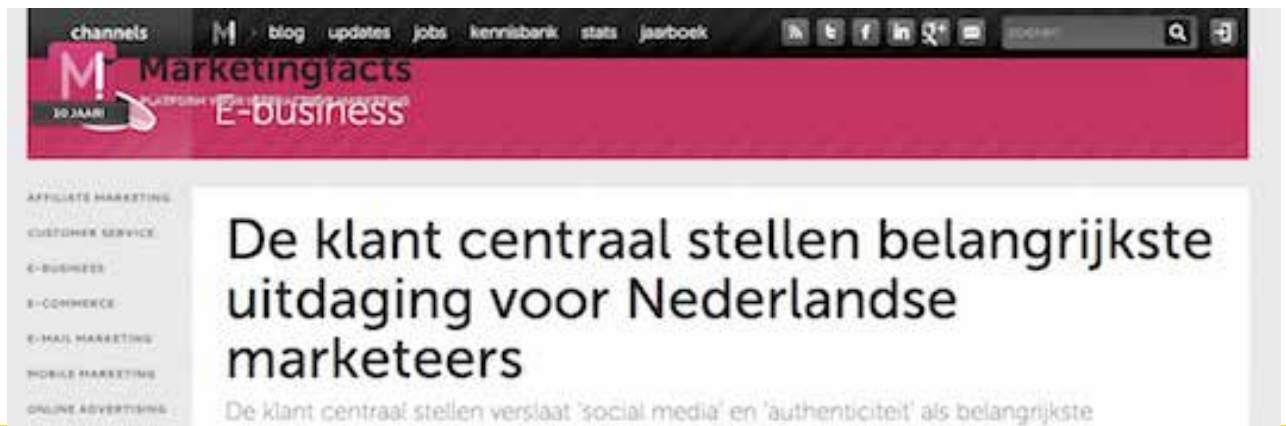 channels
M blog updates jobs kennisbank stats jaarboek
zoeken
Marketingfacts
10 JAAR!
E-business
AFFILIATE MARKETING
CUSTOMER SERVICE
E-BUSINESS
E-COMMERCE
E-MAIL MARKETING
MOBILE MARKETING
ONLINE ADVERTISING
De klant centraal stellen belangrijkste
uitdaging voor Nederlandse
marketeers
De klant centraal stellen verslaat 'social media' en 'authenticiteit' als belangrijkste